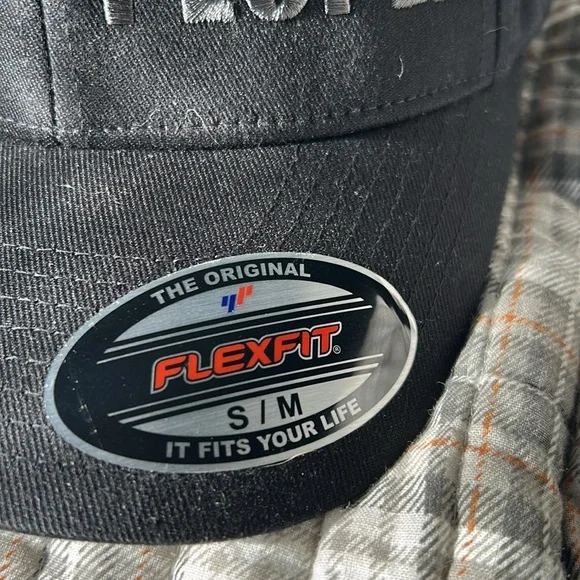 THE ORIGINAL
FLEXFIT®
S / M
IT FITS YOUR LIFE